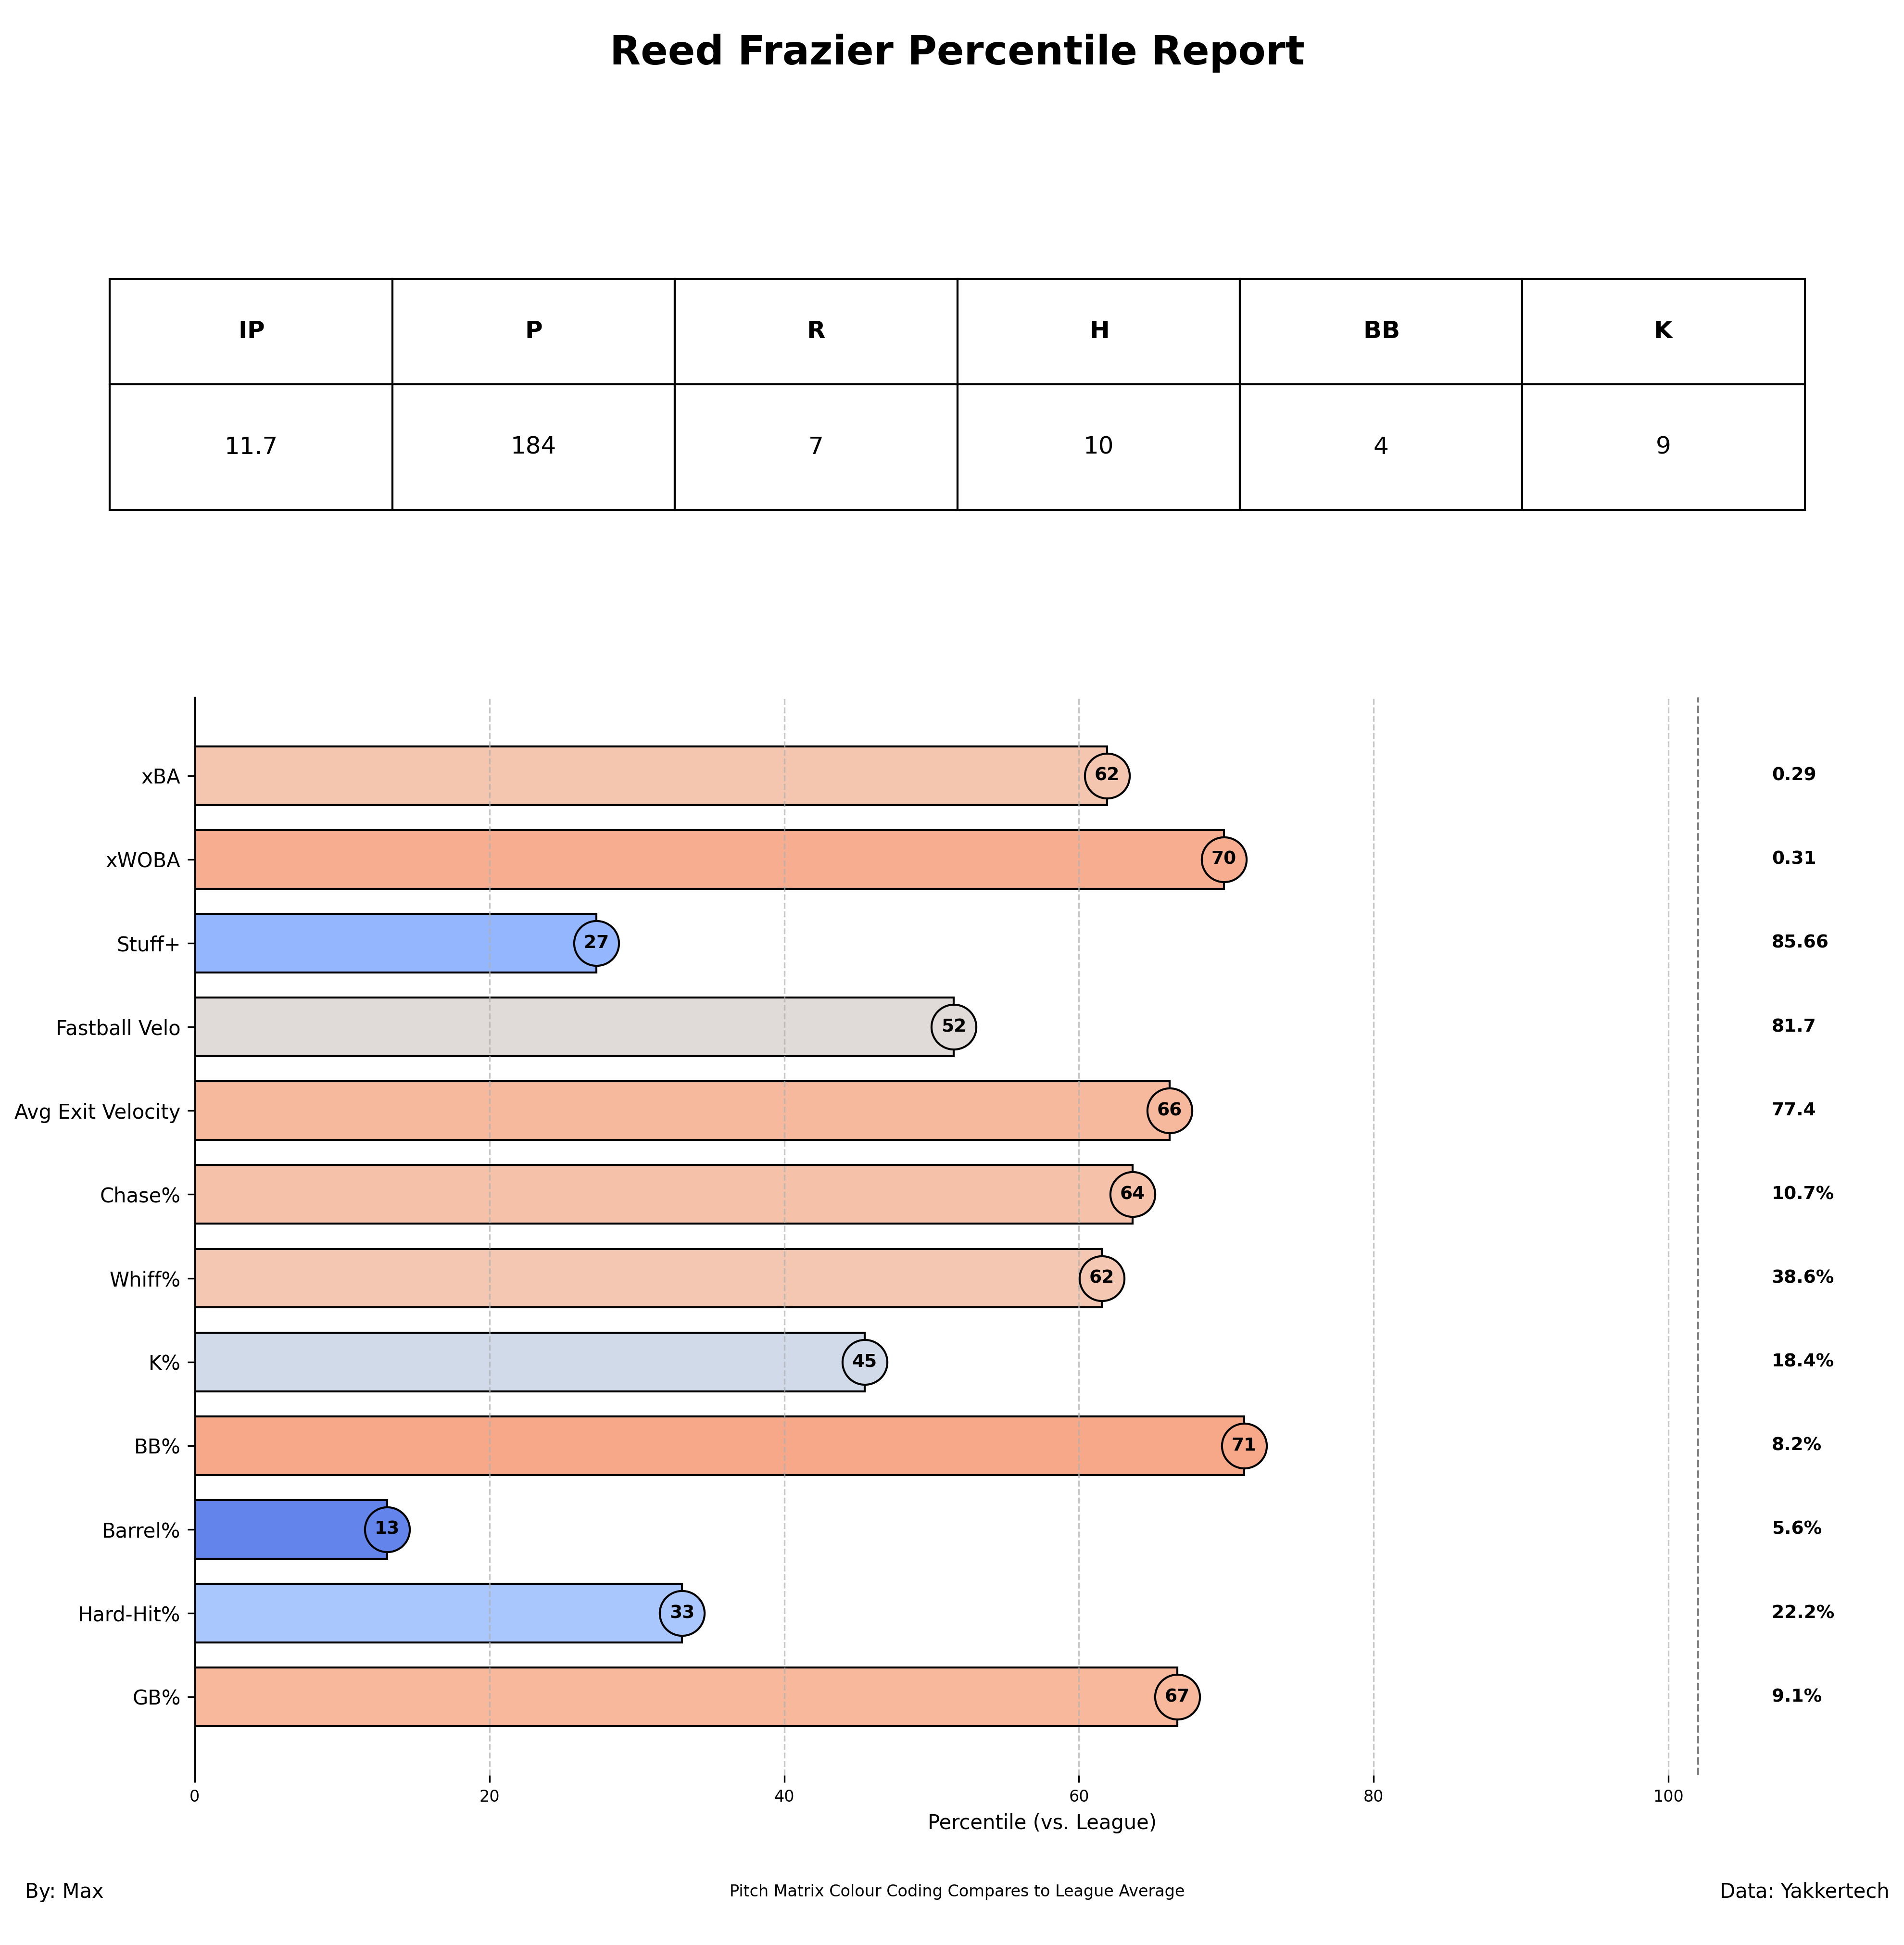 Reed Frazier Percentile Report
IP P R H BB K
11.7 184 7 10 4 9
xBA 62 0.29
xWOBA 70 0.31
Stuff+ 27 85.66
Fastball Velo 52 81.7
Avg Exit Velocity 66 77.4
Chase% 64 10.7%
Whiff% 62 38.6%
K% 45 18.4%
BB% 71 8.2%
Barrel% 13 5.6%
Hard-Hit% 33 22.2%
GB% 67 9.1%
0 20 40 60 80 100
Percentile (vs. League)
By: Max Pitch Matrix Colour Coding Compares to League Average Data: Yakkertech